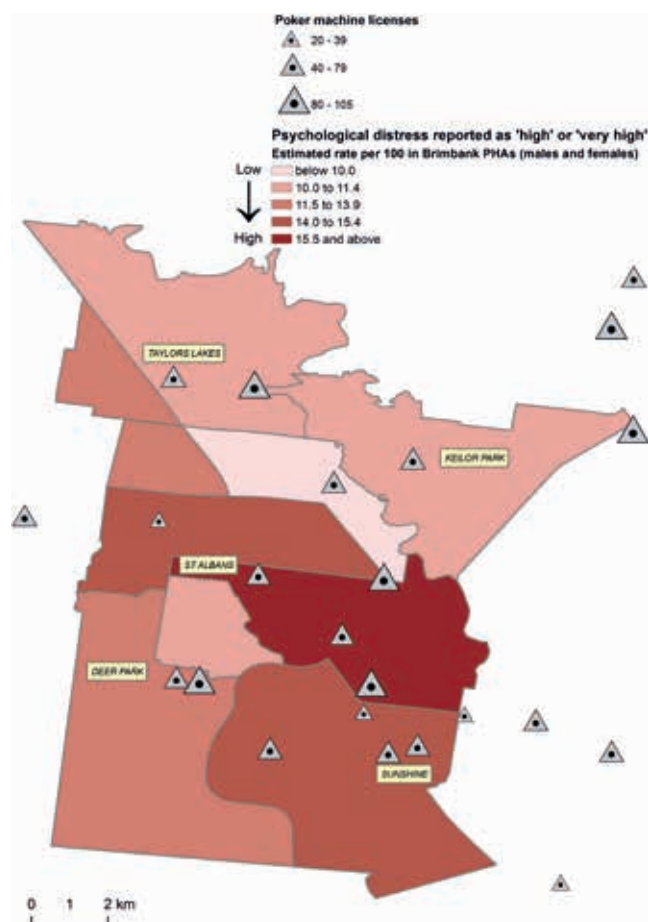 Poker machine licenses
20 - 39
40 - 79
80 - 105
Psychological distress reported as 'high' or 'very high'
Estimated rate per 100 in Brimbank PHAs (males and females)
Low
below 10.0
10.0 to 11.4
11.5 to 13.9
14.0 to 15.4
High
15.5 and above
TAYLORS LAKES
KEILOR PARK
ST ALBANS
DEER PARK
SUNSHINE
0 1 2 km